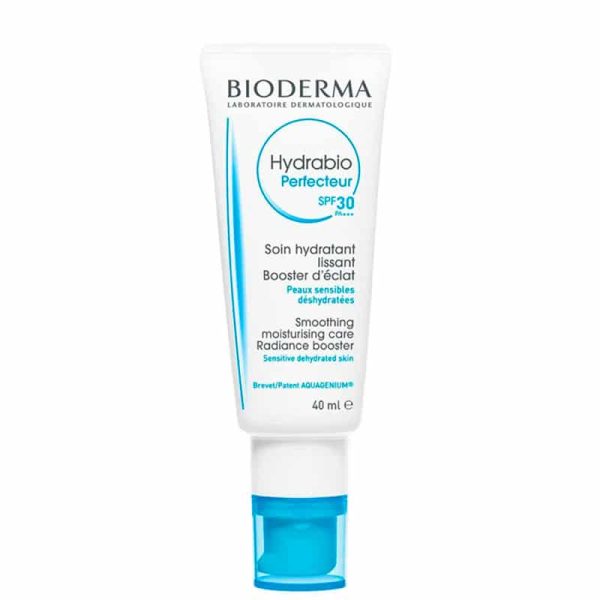 BIODERMA
LABORATOIRE DERMATOLOGIQUE
Hydrabio
Perfecteur
SPF30
PA+++
Soin hydratant
lissant
Booster d'éclat
Peaux sensibles
déshydratées
Smoothing
moisturising care
Radiance booster
Sensitive dehydrated skin
Brevet/Patent AQUAGENIUM®
40 ml ℮